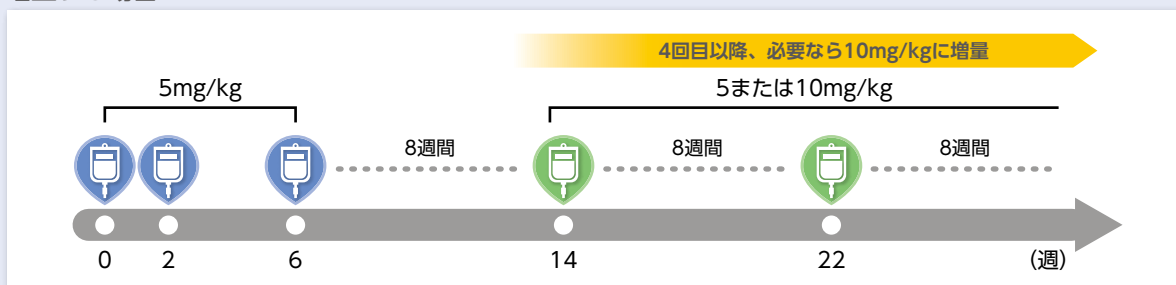 4回目以降、必要なら10mg/kgに増量
5mg/kg
5または10mg/kg
8週間
8週間
8週間
0
2
6
14
22
(週)